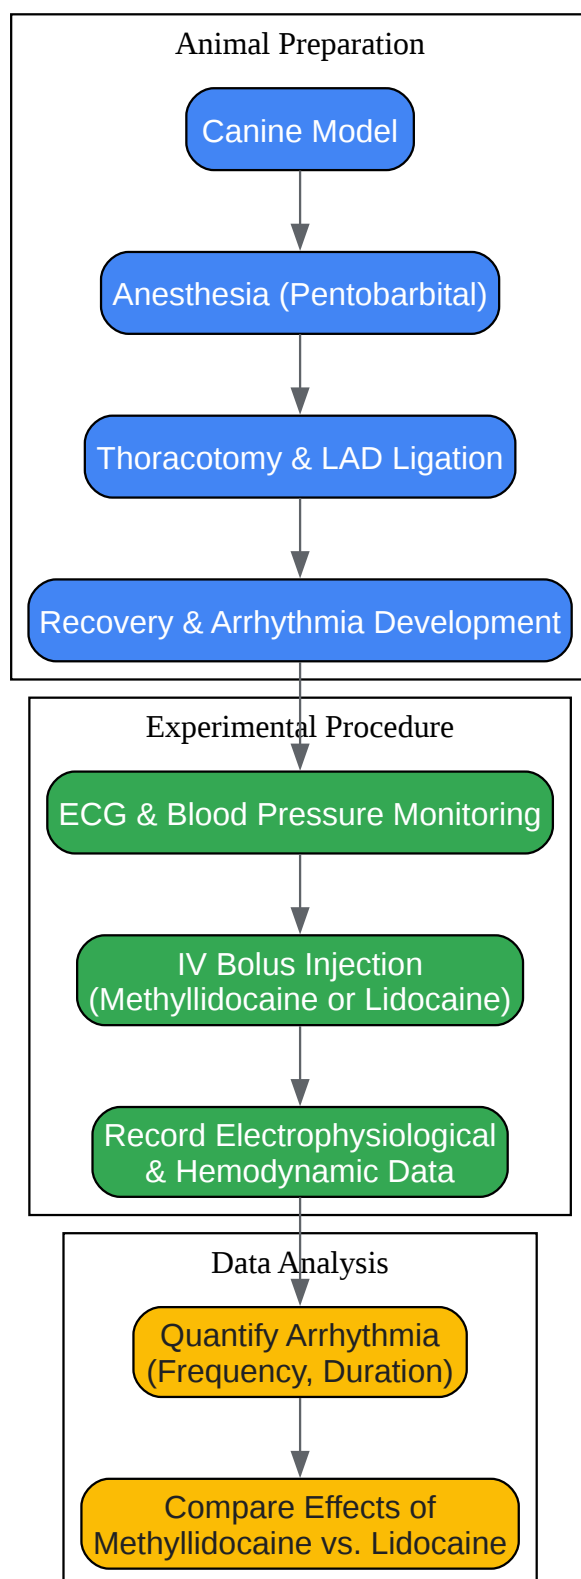 Animal Preparation
Canine Model
Anesthesia (Pentobarbital)
Thoracotomy & LAD Ligation
Recovery & Arrhythmia Development
Experimental Procedure
ECG & Blood Pressure Monitoring
IV Bolus Injection
(Methyllidocaine or Lidocaine)
Record Electrophysiological
& Hemodynamic Data
Data Analysis
Quantify Arrhythmia
(Frequency, Duration)
Compare Effects of
Methyllidocaine vs. Lidocaine